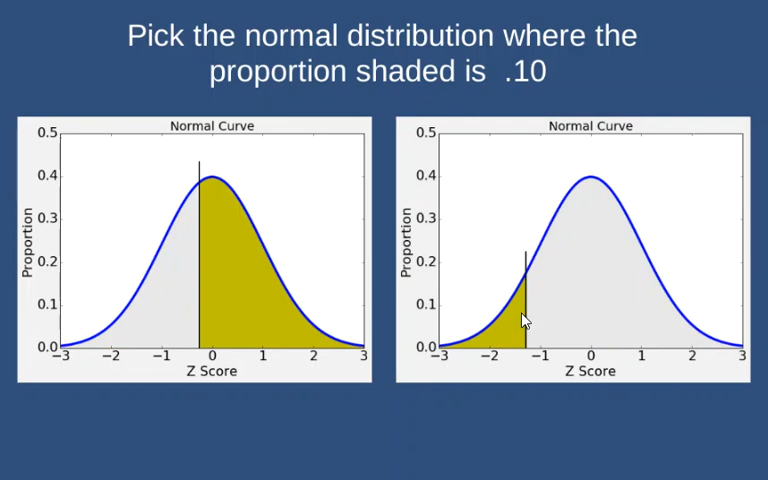 Pick the normal distribution where the
proportion shaded is .10
Normal Curve
0.5
0.4
0.3
0.2
0.1
0.0
Proportion
−3 −2 −1 0 1 2 3
Z Score
Normal Curve
0.5
0.4
0.3
0.2
0.1
0.0
Proportion
−3 −2 −1 0 1 2 3
Z Score